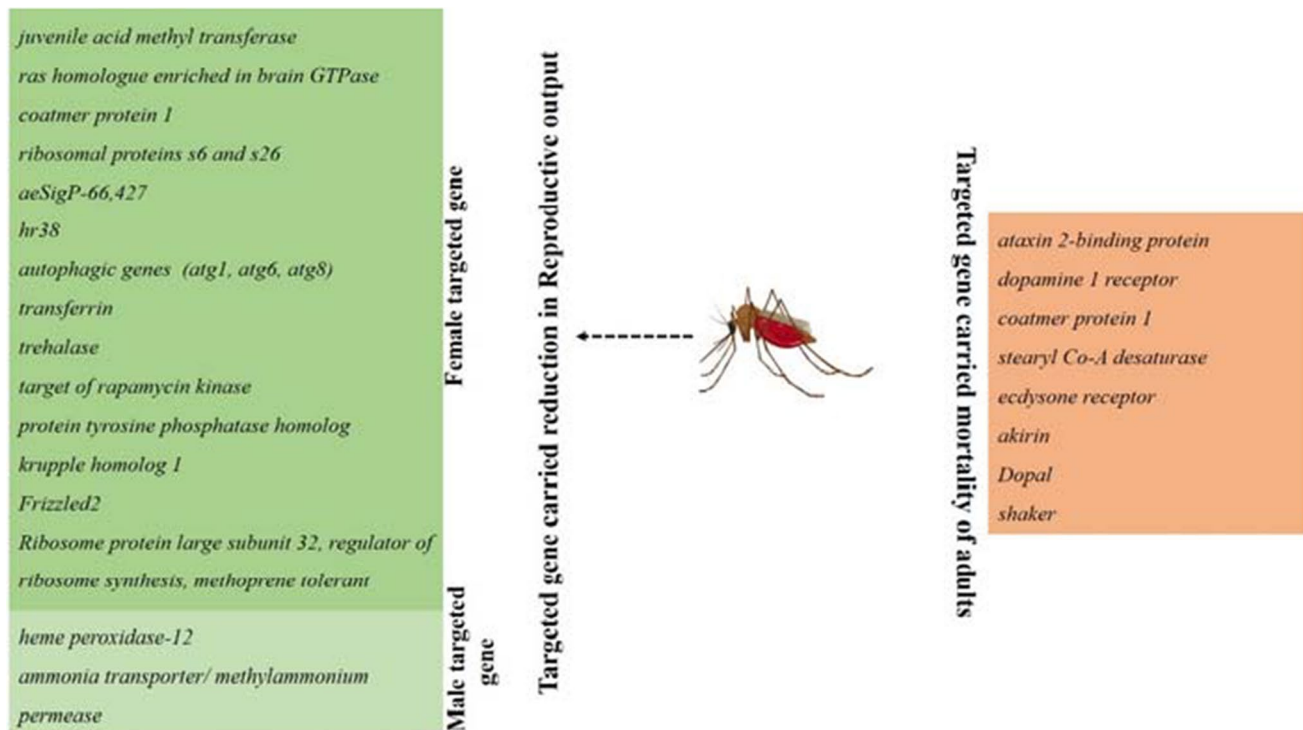 juvenile acid methyl transferase
ras homologue enriched in brain GTPase
coatmer protein 1
ribosomal proteins s6 and s26
aeSigP-66,427
hr38
autophagic genes (atg1, atg6, atg8)
transferrin
trehalase
target of rapamycin kinase
protein tyrosine phosphatase homolog
krupple homolog 1
Frizzled2
Ribosome protein large subunit 32, regulator of
ribosome synthesis, methoprene tolerant
heme peroxidase-12
ammonia transporter/ methylammonium
permease
Female targeted gene
Male targeted
gene
Targeted gene carried reduction in Reproductive output
Targeted gene carried mortality of adults
ataxin 2-binding protein
dopamine 1 receptor
coatmer protein 1
stearyl Co-A desaturase
ecdysone receptor
akirin
Dopal
shaker